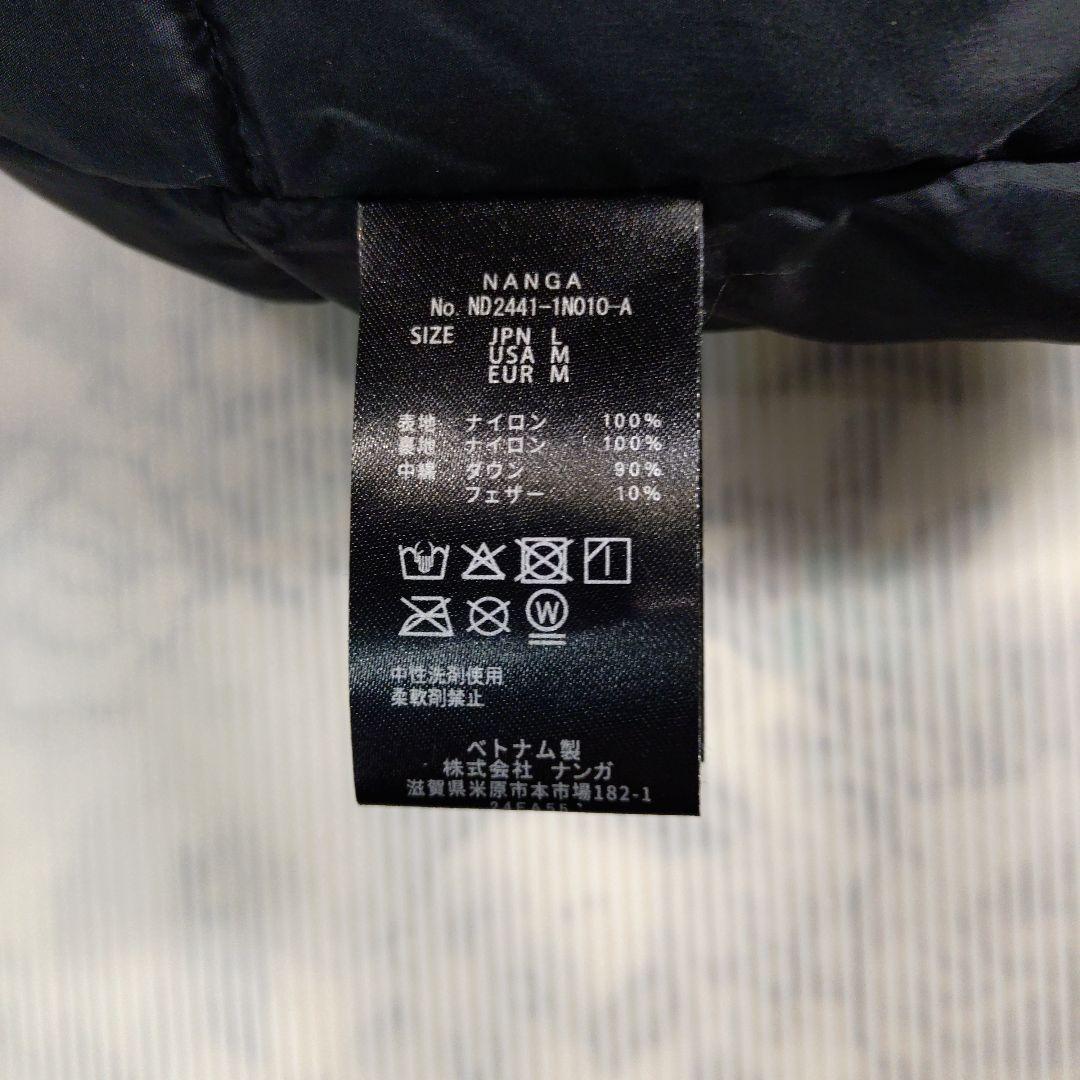 NANGA
No ND2441-1N010-A
SIZE JPN L
USA M
EUR M
表地 ナイロン 100%
裏地 ナイロン 100%
中綿 ダウン 90%
フェザー 10%
W
中性洗剤使用
柔軟剤禁止
ベトナム製
株式会社 ナンガ
滋賀県米原市本市場182-1